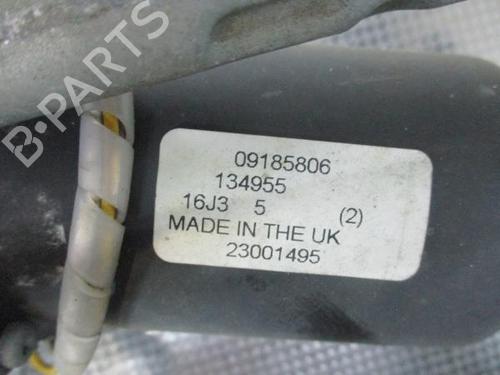 B-PARTS
09185806
134955
16J3 5 (2)
MADE IN THE UK
23001495